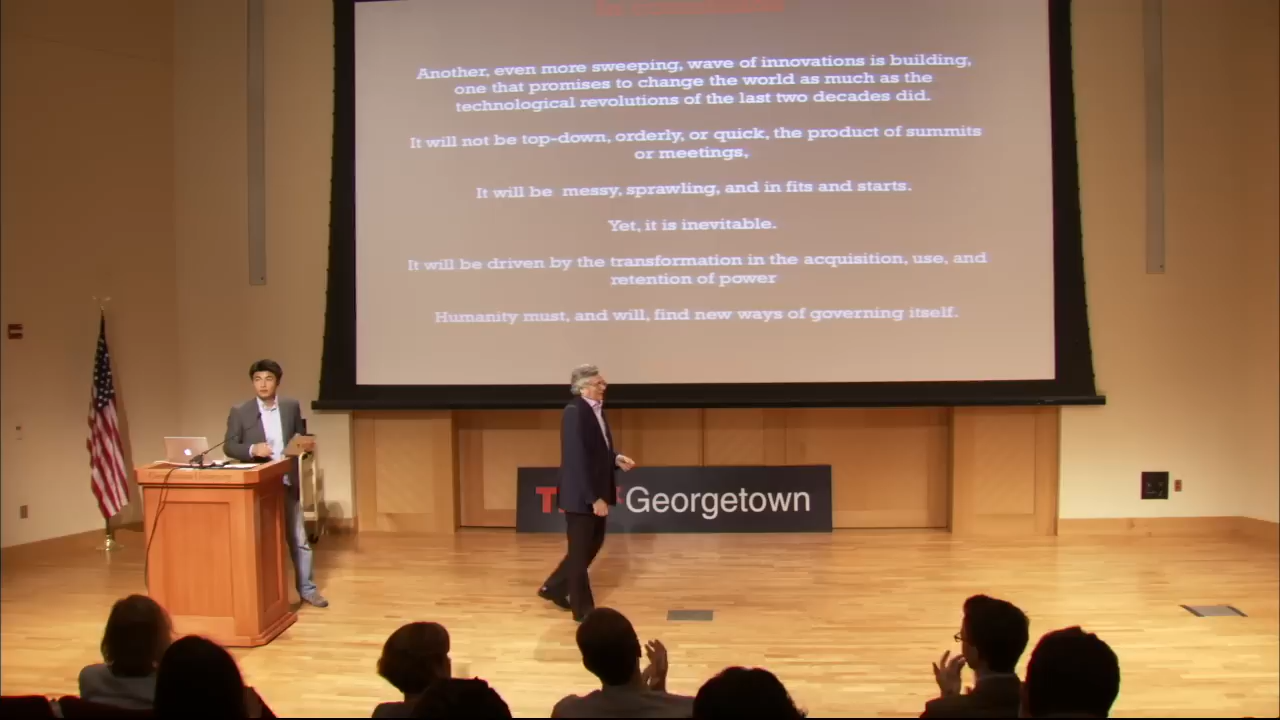 Another, even more sweeping, wave of innovations is building,
one that promises to change the world as much as the
technological revolutions of the last two decades did.
It will not be top-down, orderly, or quick, the product of summits
or meetings,
It will be messy, sprawling, and in fits and starts.
Yet, it is inevitable.
It will be driven by the transformation in the acquisition, use, and
retention of power
Humanity must, and will, find new ways of governing itself.
Georgetown